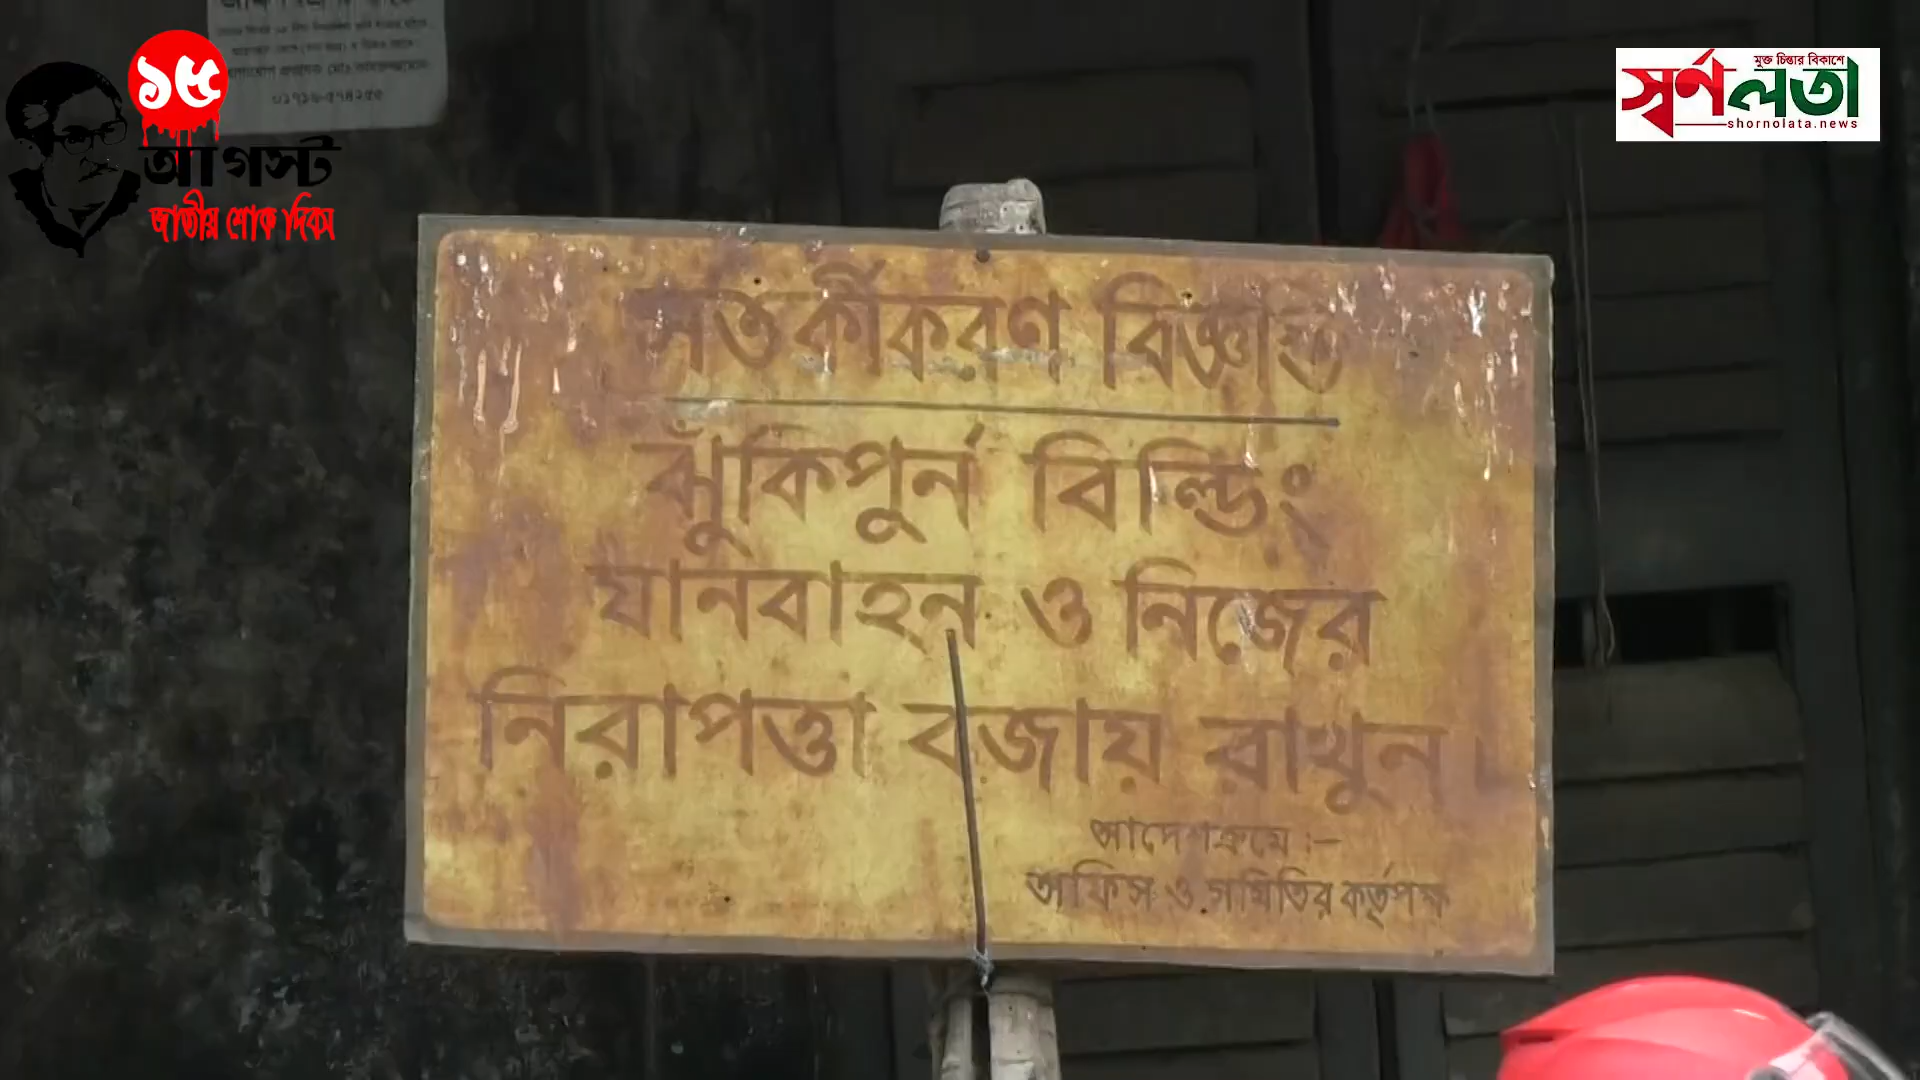 ১৫
আগস্ট
জাতীয় শোক দিবস
মুক্ত চিন্তার বিকাশে
স্বর্ণলতা
shornolata.news
সতর্কীকরণ বিজ্ঞপ্তি
ঝুঁকিপুর্ন বিল্ডিং
যানবাহন ও নিজের
নিরাপত্তা বজায় রাখুন।
আদেশক্রমে :-
অফিস ও সমিতির কর্তৃপক্ষ